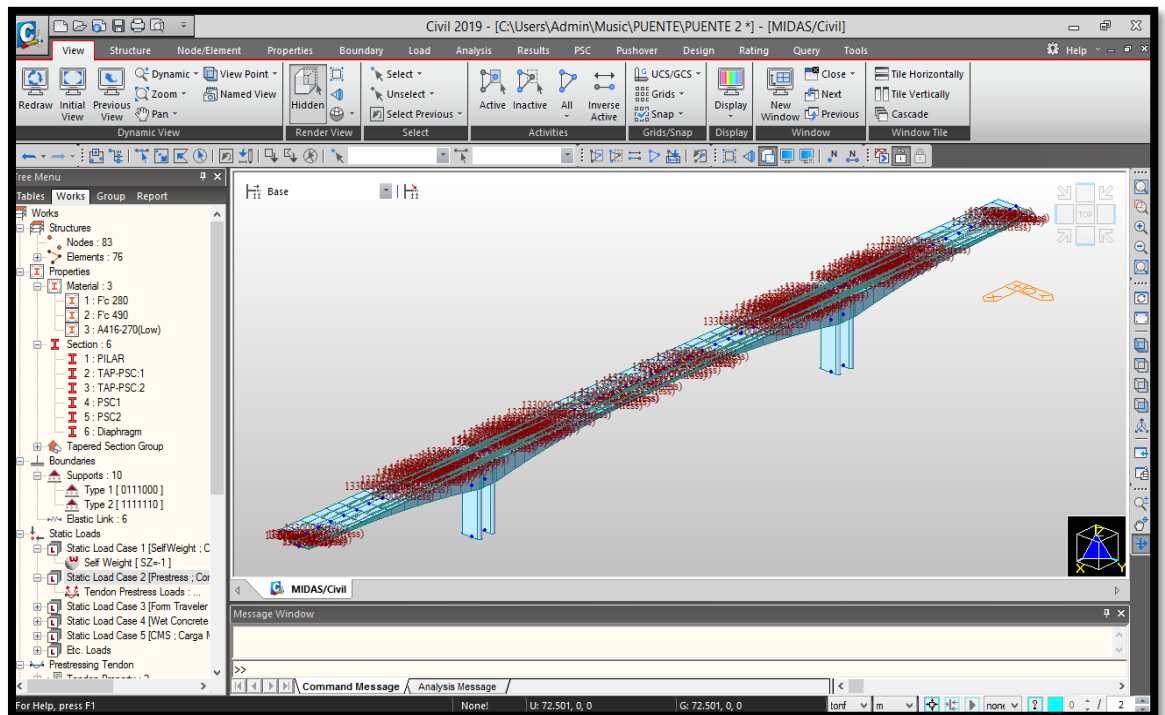 Civil 2019 - [C:\Users\Admin\Music\PUENTE\PUENTE 2 *] - [MIDAS/Civil]
View Structure Node/Element Properties Boundary Load Analysis Results PSC Pushover Design Rating Query Tools Help
Redraw Initial View Previous View Dynamic Zoom Pan View Point Named View
Hidden
Select Unselect Select Previous
Active Inactive All Inverse Active
UCS/GCS Grids Snap
Display
New Window Close Next Previous
Tile Horizontally Tile Vertically Cascade
Dynamic View Render View Select Activities Grids/Snap Display Window Window Tile
Tree Menu
Tables Works Group Report
Base
TOP
Works
Structures
Nodes : 83
Elements : 76
Properties
Material : 3
1 : F'c 280
2 : F'c 490
3 : A416-270(Low)
Section : 6
1 : PILAR
2 : TAP-PSC:1
3 : TAP-PSC:2
4 : PSC1
5 : PSC2
6 : Diaphragm
Tapered Section Group
Boundaries
Supports : 10
Type 1 [ 0111000 ]
Type 2 [ 1111110 ]
Elastic Link : 6
Static Loads
Static Load Case 1 [SelfWeight ; C
Self Weight [ SZ=-1 ]
Static Load Case 2 [Prestress ; Cor
Tendon Prestress Loads : ...
Static Load Case 3 [Form Traveler
Static Load Case 4 [Wet Concrete
Static Load Case 5 [CMS ; Carga M
Etc. Loads
Prestressing Tendon
Z
X
Y
MIDAS/Civil
Message Window
>>
Command Message Analysis Message
For Help, press F1
None!
U: 72.501, 0, 0
G: 72.501, 0, 0
tonf
m
none
0 / 2